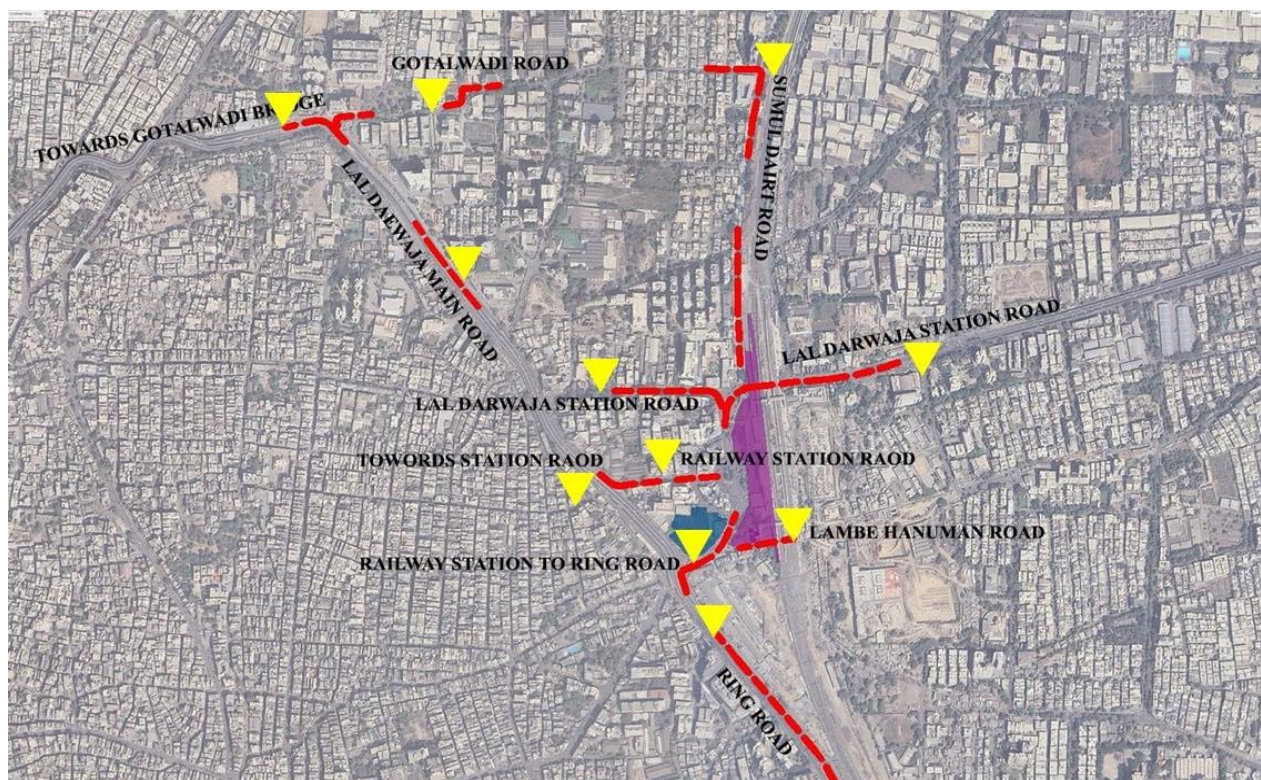 GOTALWADI ROAD
TOWARDS GOTALWADI BRIDGE
SUMUL DAIRT ROAD
LAL DAEWAJA MAIN ROAD
LAL DARWAJA STATION ROAD
LAL DARWAJA STATION ROAD
TOWORDS STATION RAOD
RAILWAY STATION RAOD
LAMBE HANUMAN ROAD
RAILWAY STATION TO RING ROAD
RING ROAD